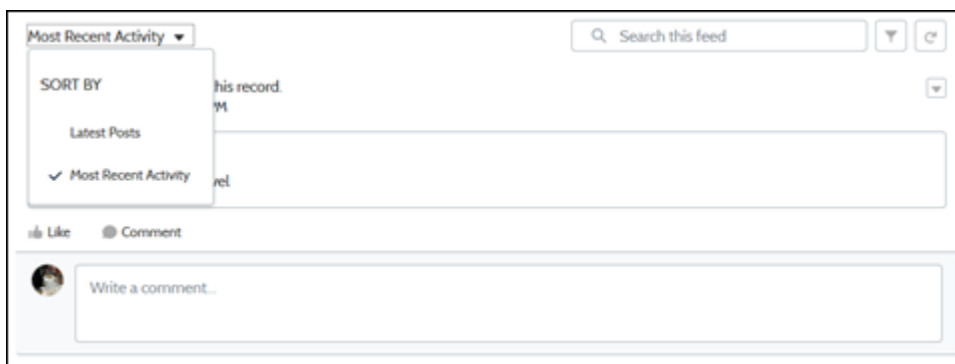 Most Recent Activity
Search this feed
SORT BY
his record.
PM
Latest Posts
Most Recent Activity
vel
Like
Comment
Write a comment...